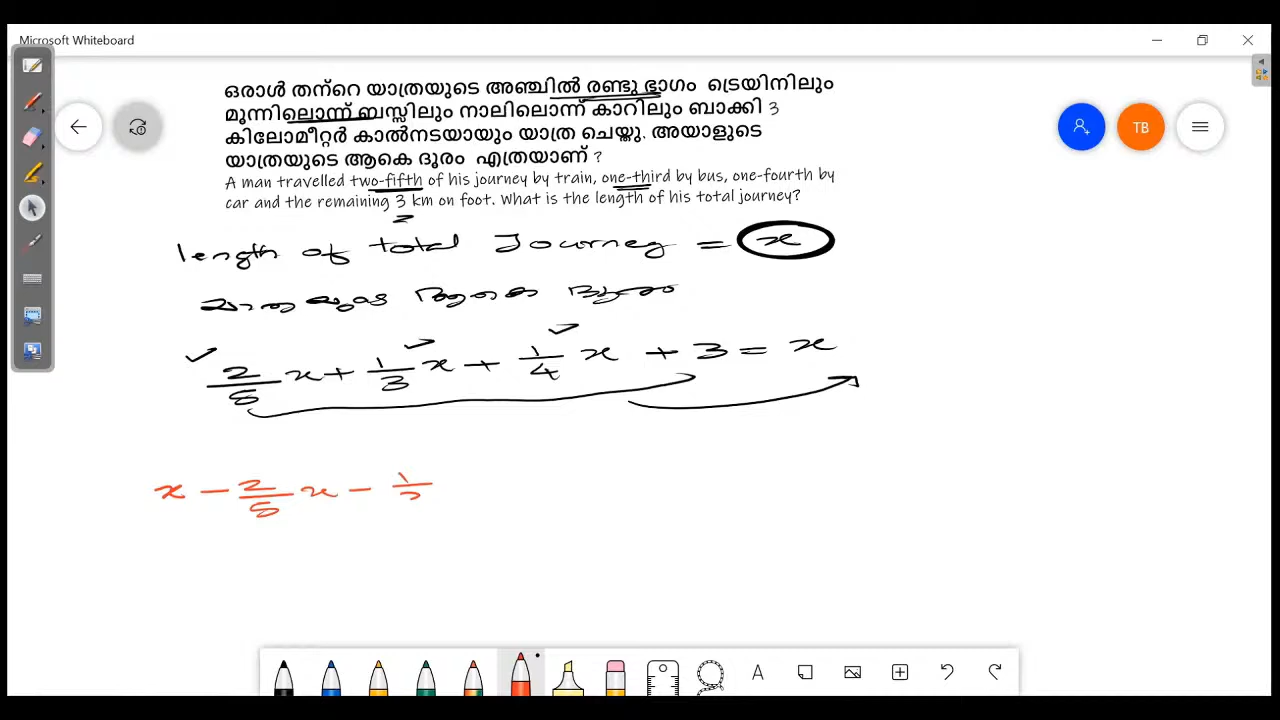 Microsoft Whiteboard
ഒരാൾ തന്റെ യാത്രയുടെ അഞ്ചിൽ രണ്ടു ഭാഗം ട്രെയിനിലും
മൂന്നിലൊന്ന് ബസ്സിലും നാലിലൊന്ന് കാറിലും ബാക്കി 3
കിലോമീറ്റർ കാൽനടയായും യാത്ര ചെയ്തു. അയാളുടെ
യാത്രയുടെ ആകെ ദൂരം എത്രയാണ് ?
A man travelled two-fifth of his journey by train, one-third by bus, one-fourth by
car and the remaining 3 km on foot. What is the length of his total journey?
TB
length of total Journey = x
യാത്രയുടെ ആകെ ദൂരം
2/5 x + 1/3 x + 1/4 x + 3 = x
x - 2/5 x - 1/
A